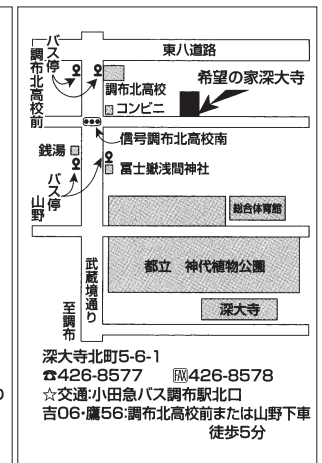 東八道路
バス停
調布北高校前
調布北高校
コンビニ
希望の家深大寺
信号調布北高校南
銭湯
バス停
山野
冨士嶽浅間神社
総合体育館
都立 神代植物公園
武蔵境通り
深大寺
至調布
深大寺北町5-6-1
☎426-8577 FAX426-8578
☆交通:小田急バス調布駅北口
吉06・鷹56:調布北高校前または山野下車
徒歩5分